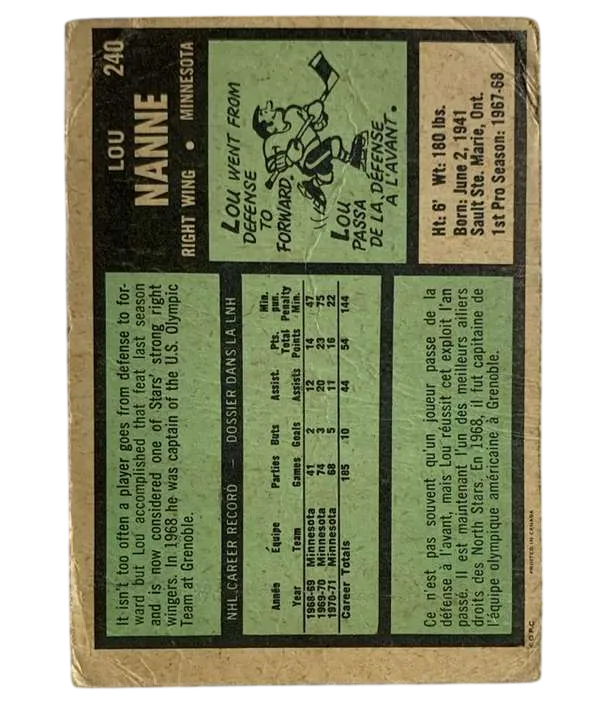 LOU 240
NANNE
RIGHT WING • MINNESOTA
LOU WENT FROM
DEFENSE
TO
FORWARD
LOU
PASSA
DE LA DÉFENSE
A L'AVANT.
Ht: 6' Wt: 180 lbs.
Born: June 2, 1941
Sault Ste. Marie, Ont.
1st Pro Season: 1967-68
It isn't too often a player goes from defense to for-
ward but Lou accomplished that feat last season
and is now considered one of Stars' strong right
wingers. In 1968 he was captain of the U.S. Olympic
Team at Grenoble.
NHL CAREER RECORD — DOSSIER DANS LA LNH
Année Équipe Parties Buts Assist. Pts. Min. pun.
Year Team Games Goals Assists Total Points Penalty Min.
1968-69 Minnesota 41 2 12 14 47
1969-70 Minnesota 74 3 20 23 75
1970-71 Minnesota 68 5 11 16 22
Career Totals 185 10 44 54 144
Ce n'est pas souvent qu'un joueur passe de la
défense à l'avant, mais Lou réussit cet exploit l'an
passé. Il est maintenant l'un des meilleurs ailiers
droits des North Stars. En 1968, il fut capitaine de
l'équipe olympique américaine à Grenoble.
O.P.C. PRINTED IN CANADA